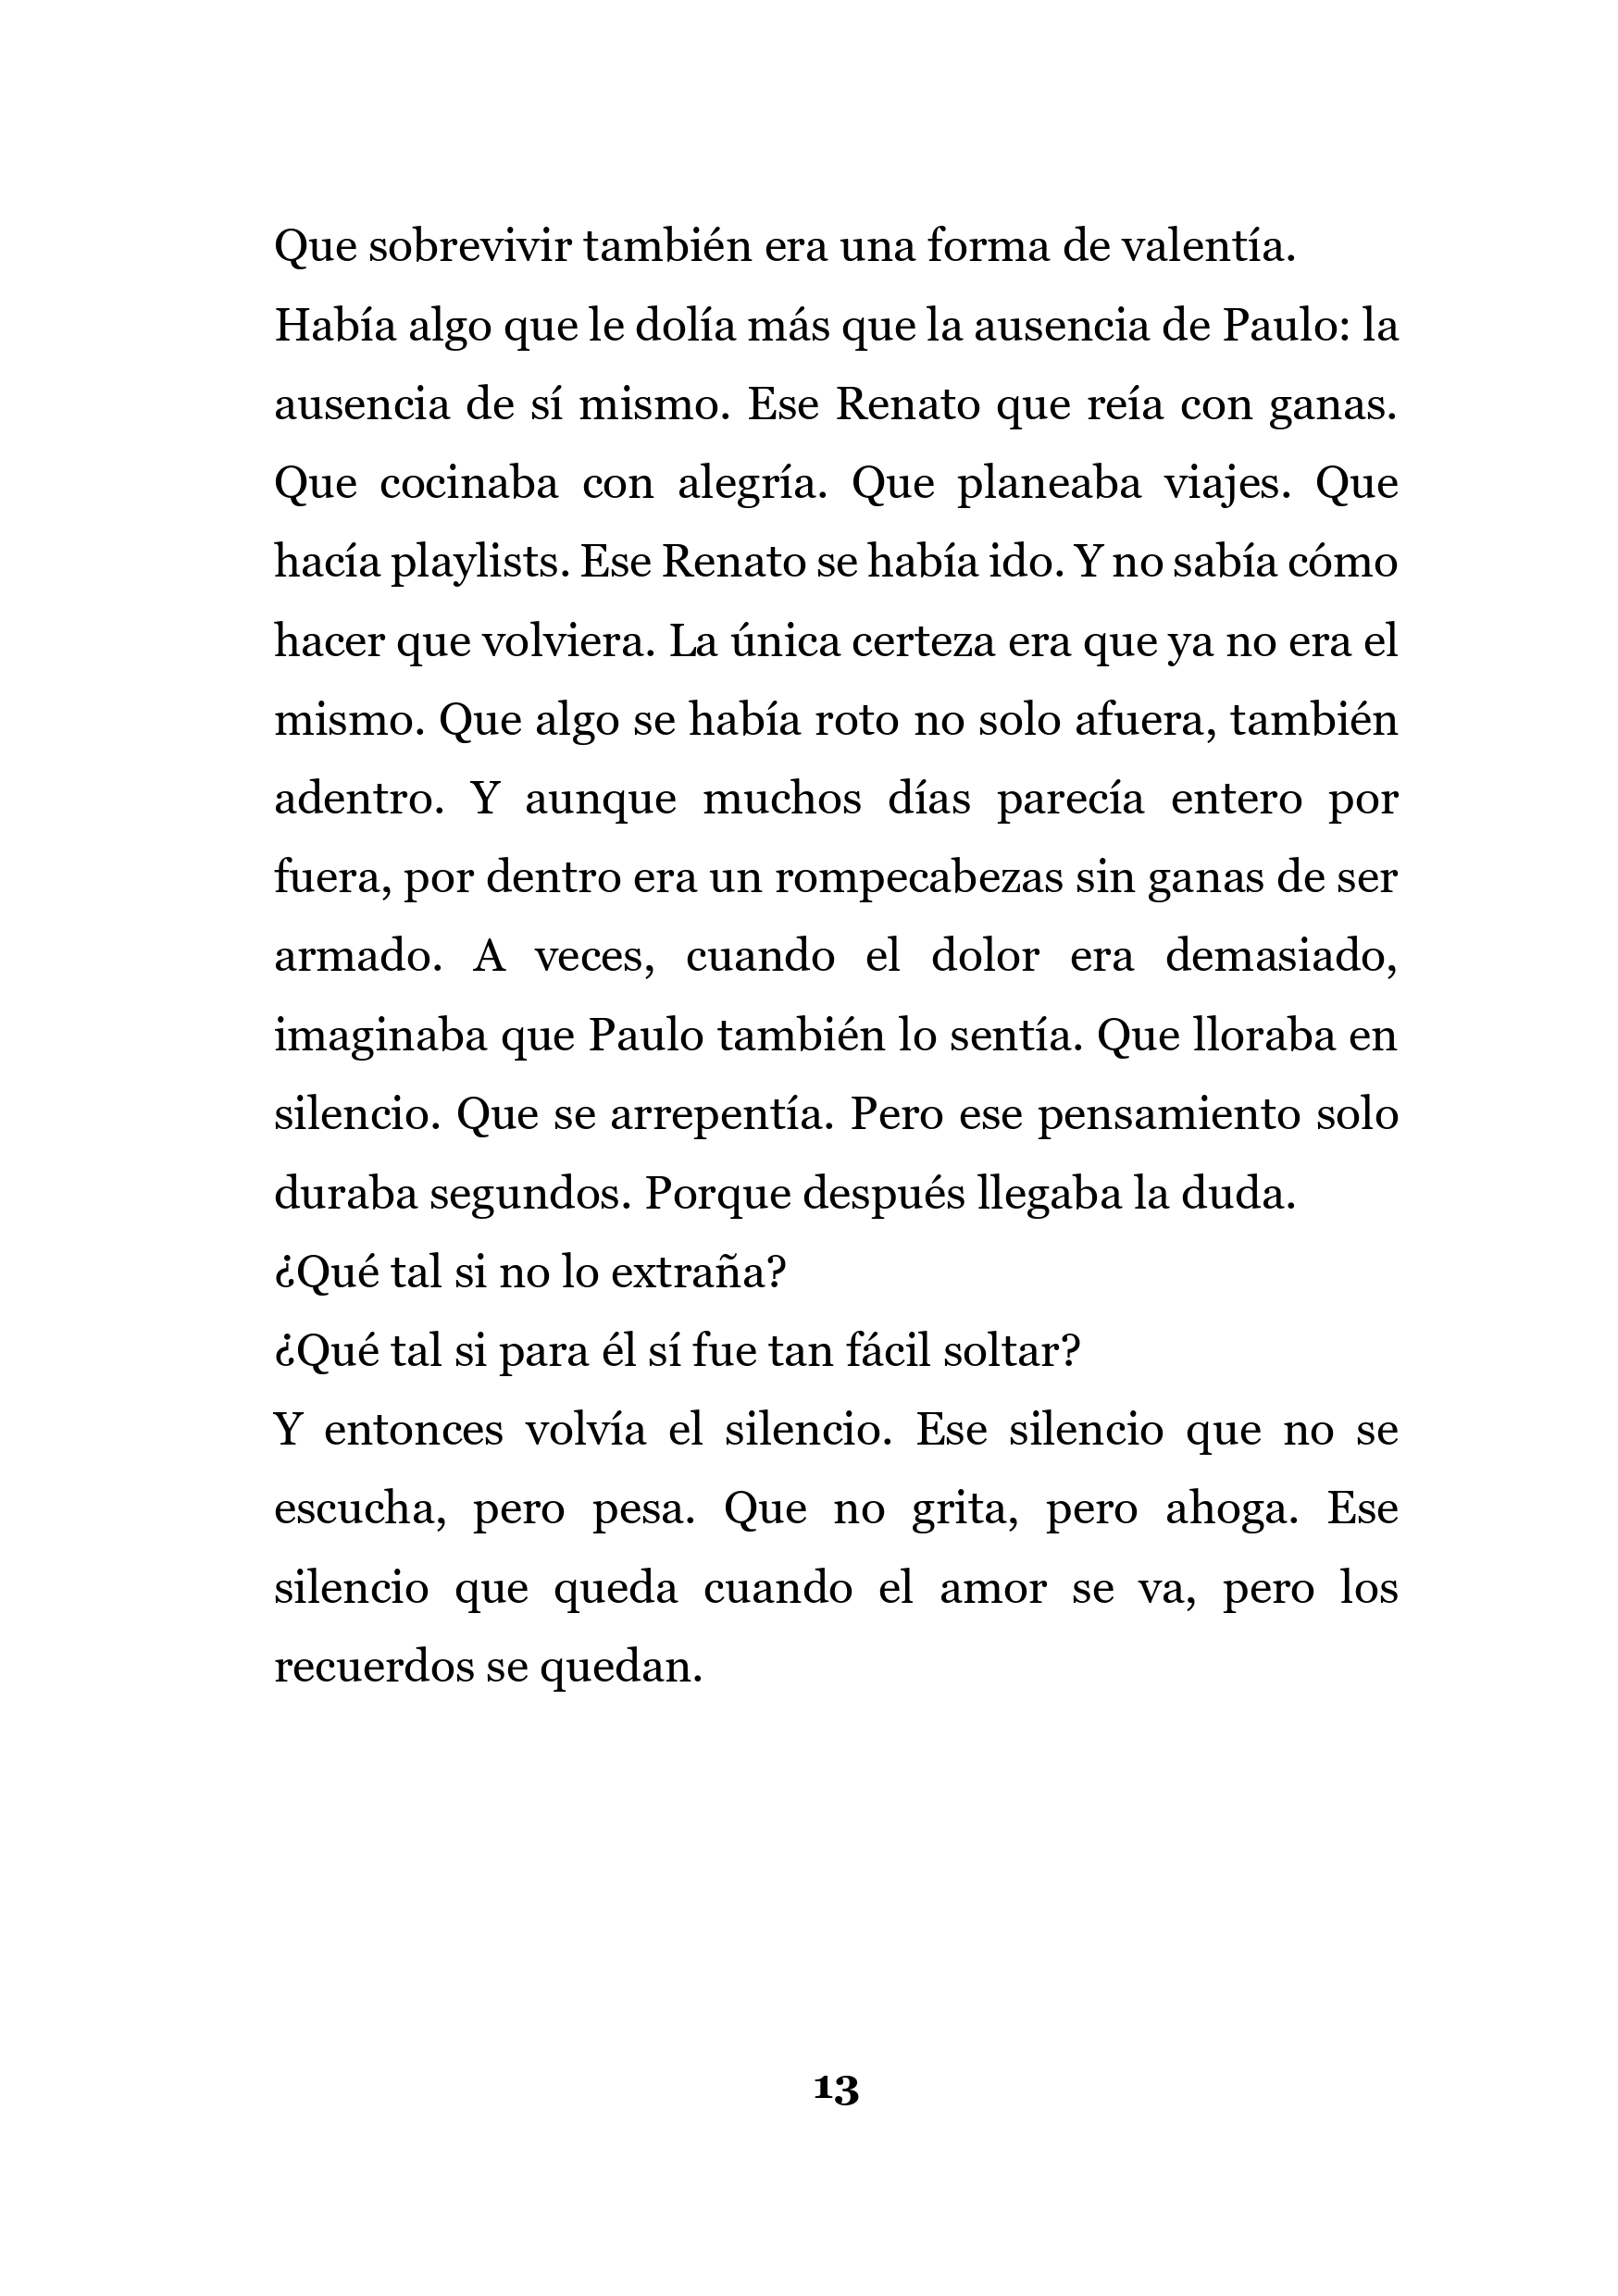 Que sobrevivir también era una forma de valentía.
Había algo que le dolía más que la ausencia de Paulo: la
ausencia de sí mismo. Ese Renato que reía con ganas.
Que cocinaba con alegría. Que planeaba viajes. Que
hacía playlists. Ese Renato se había ido. Y no sabía cómo
hacer que volviera. La única certeza era que ya no era el
mismo. Que algo se había roto no solo afuera, también
adentro. Y aunque muchos días parecía entero por
fuera, por dentro era un rompecabezas sin ganas de ser
armado. A veces, cuando el dolor era demasiado,
imaginaba que Paulo también lo sentía. Que lloraba en
silencio. Que se arrepentía. Pero ese pensamiento solo
duraba segundos. Porque después llegaba la duda.
¿Qué tal si no lo extraña?
¿Qué tal si para él sí fue tan fácil soltar?
Y entonces volvía el silencio. Ese silencio que no se
escucha, pero pesa. Que no grita, pero ahoga. Ese
silencio que queda cuando el amor se va, pero los
recuerdos se quedan.
13